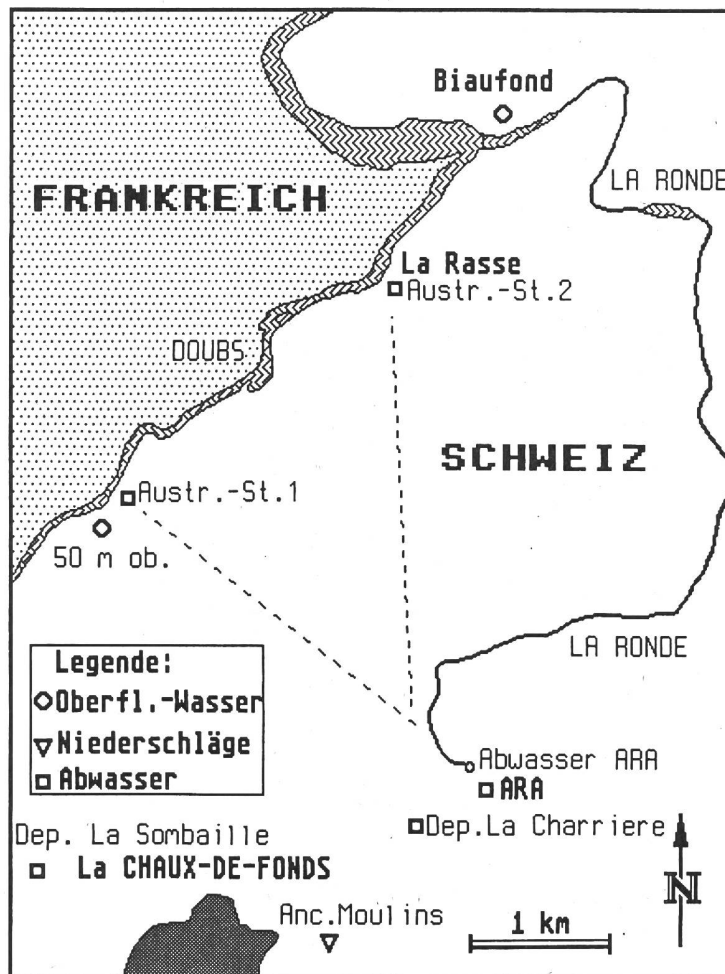 Biaufond
LA RONDE
FRANKREICH
La Rasse
Austr.-St.2
DOUBS
SCHWEIZ
Austr.-St.1
50 m ob.
LA RONDE
Legende:
Oberfl.-Wasser
Niederschläge
Abwasser
Abwasser ARA
ARA
Dep.La Charriere
Dep. La Sombaille
La CHAUX-DE-FONDS
Anc.Moulins
1 km
N